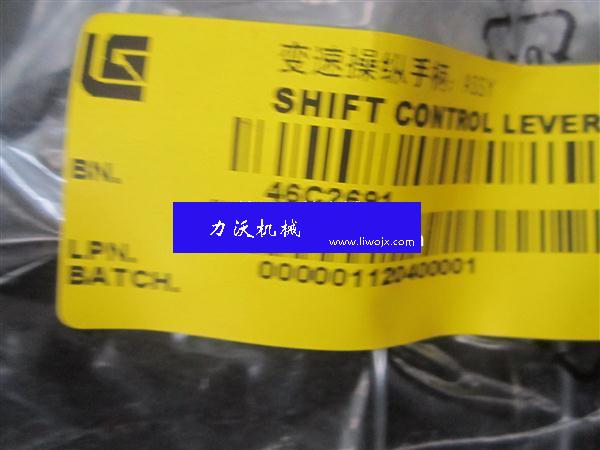 变速操纵手柄; ASSY
SHIFT CONTROL LEVER
BN.
46C2681
力沃机械
www.liwojx.com
LPN.
BATCH.
000001120400001